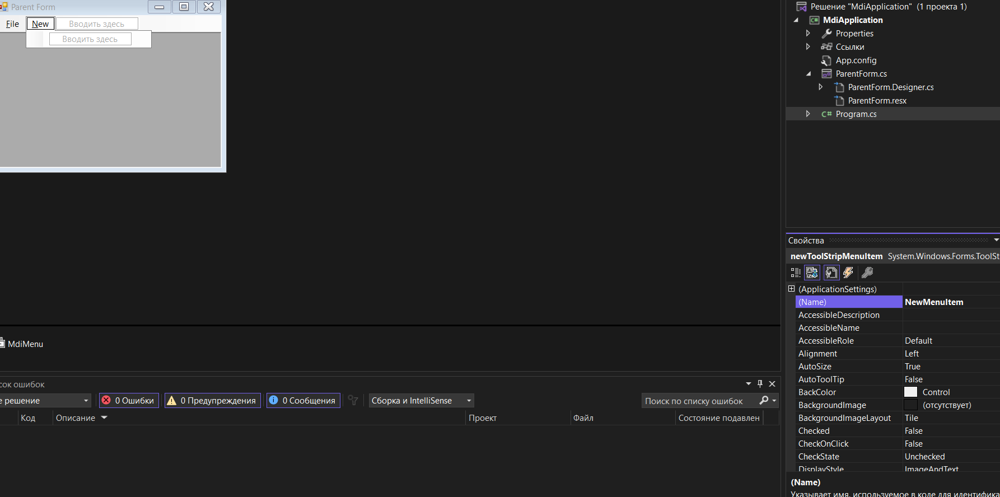 Parent Form
File New Вводить здесь
Вводить здесь
MdiMenu
сок ошибок
е решение 0 Ошибки 0 Предупреждения 0 Сообщения Сборка и IntelliSense Поиск по списку ошибок
Код Описание Проект Файл Состояние подавлен
Решение "MdiApplication" (1 проекта 1)
MdiApplication
Properties
Ссылки
App.config
ParentForm.cs
ParentForm.Designer.cs
ParentForm.resx
C# Program.cs
Свойства
newToolStripMenuItem System.Windows.Forms.ToolSt
(ApplicationSettings)
(Name) NewMenuItem
AccessibleDescription
AccessibleName
AccessibleRole Default
Alignment Left
AutoSize True
AutoToolTip False
BackColor Control
BackgroundImage (отсутствует)
BackgroundImageLayout Tile
Checked False
CheckOnClick False
CheckState Unchecked
DisplayStyle ImageAndText
(Name)
Указывает имя, используемое в коде для идентифика